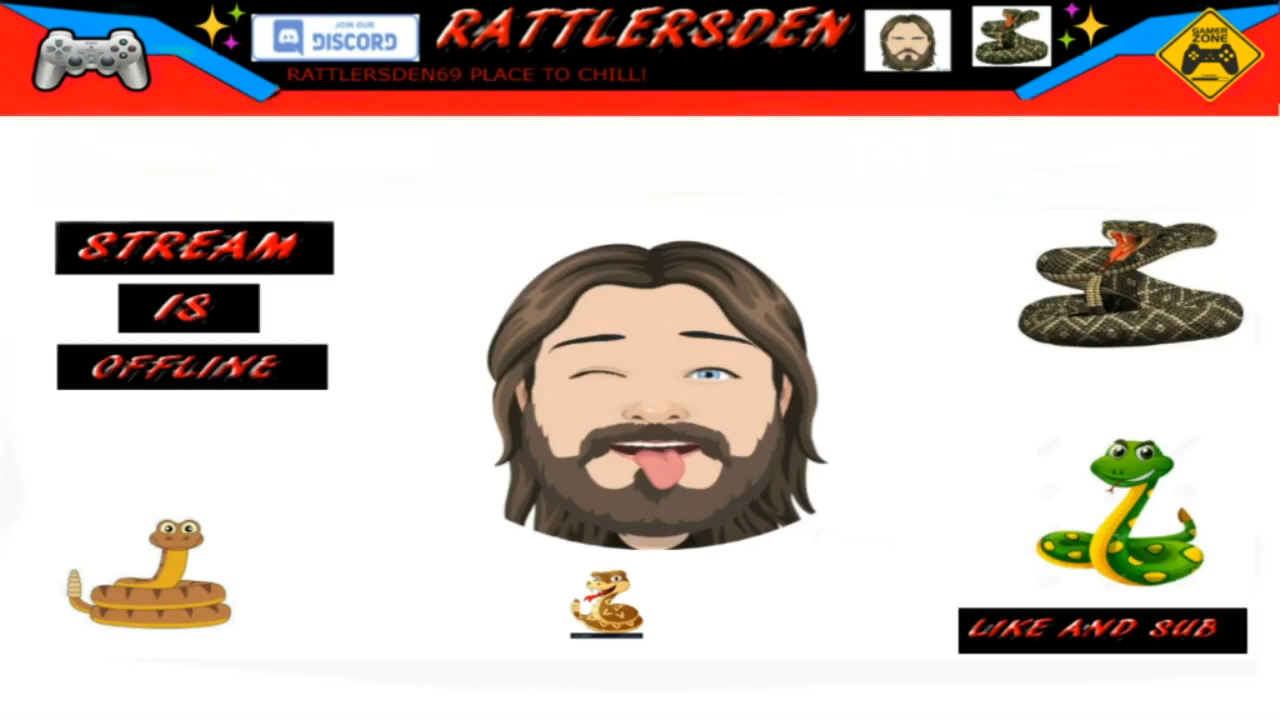 JOIN OUR
DISCORD
RATTLERSDEN
RATTLERSDEN69 PLACE TO CHILL!
GAMER
ZONE
STREAM
IS
OFFLINE
LIKE AND SUB